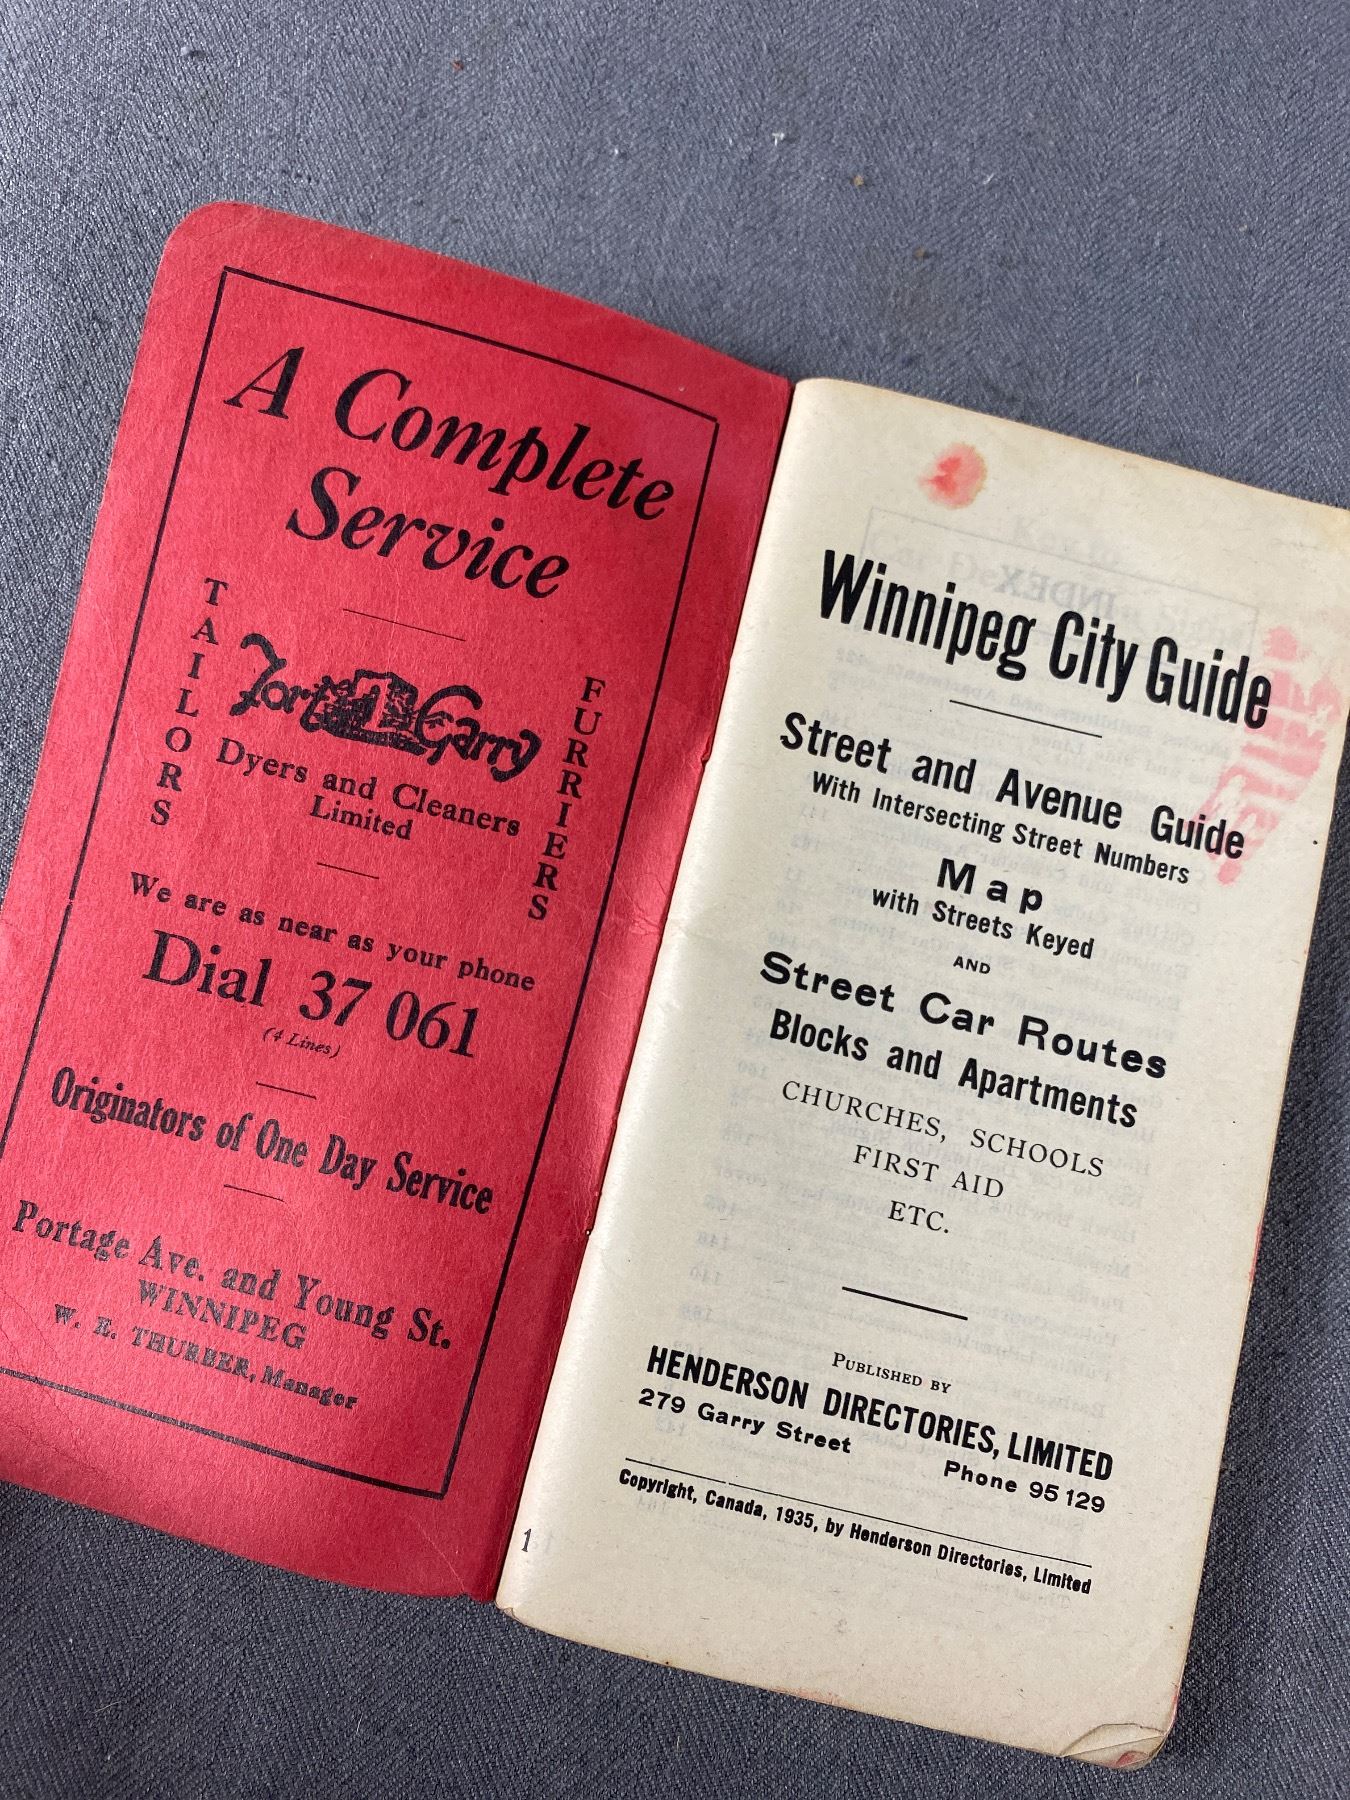 A Complete
Service
TAILORS
Fort Garry
Dyers and Cleaners
Limited
FURRIERS
We are as near as your phone
Dial 37 061
(4 Lines)
Originators of One Day Service
Portage Ave. and Young St.
WINNIPEG
W. E. THURBER, Manager
Winnipeg City Guide
Street and Avenue Guide
With Intersecting Street Numbers
Map
with Streets Keyed
AND
Street Car Routes
Blocks and Apartments
CHURCHES, SCHOOLS
FIRST AID
ETC.
PUBLISHED BY
HENDERSON DIRECTORIES, LIMITED
279 Garry Street Phone 95 129
Copyright, Canada, 1935, by Henderson Directories, Limited
1